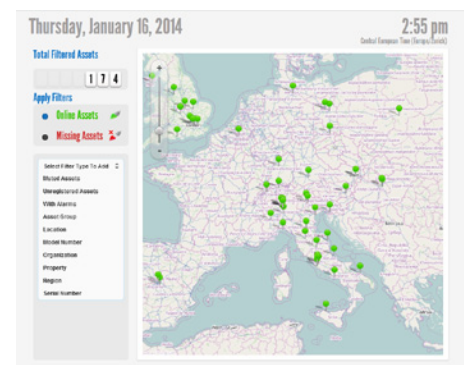 Thursday, January 16, 2014
2:55 pm
Central European Time (Europe/Zurich)
Total Filtered Assets
1 7 4
Apply Filters
Online Assets
Missing Assets
Select Filter Type To Add
Muted Assets
Unregistered Assets
With Alarms
Asset Group
Location
Model Number
Organization
Property
Region
Serial Number